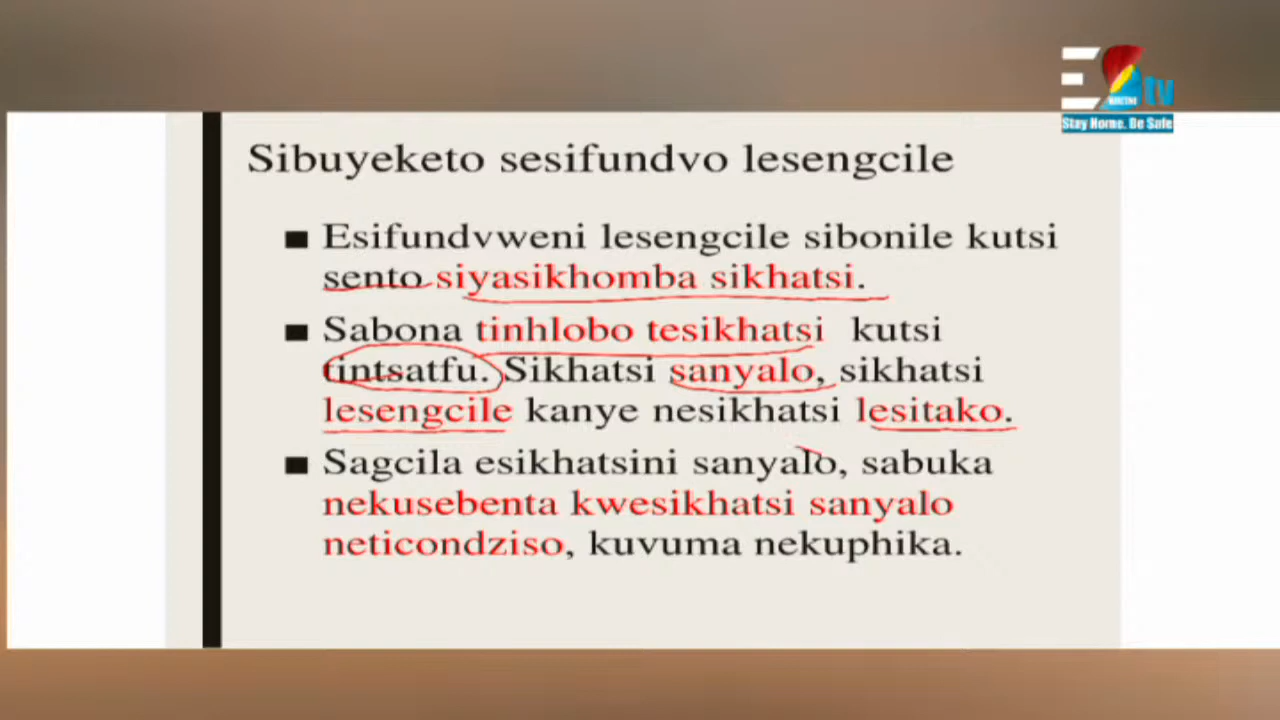 tv
Stay Home. Be Safe
Sibuyeketo sesifundvo lesengcile
Esifundvweni lesengcile sibonile kutsi
sento siyasikhomba sikhatsi.
Sabona tinhlobo tesikhatsi kutsi
tintsatfu. Sikhatsi sanyalo, sikhatsi
lesengcile kanye nesikhatsi lesitako.
Sagcila esikhatsini sanyalo, sabuka
nekusebenta kwesikhatsi sanyalo
neticondziso, kuvuma nekuphika.